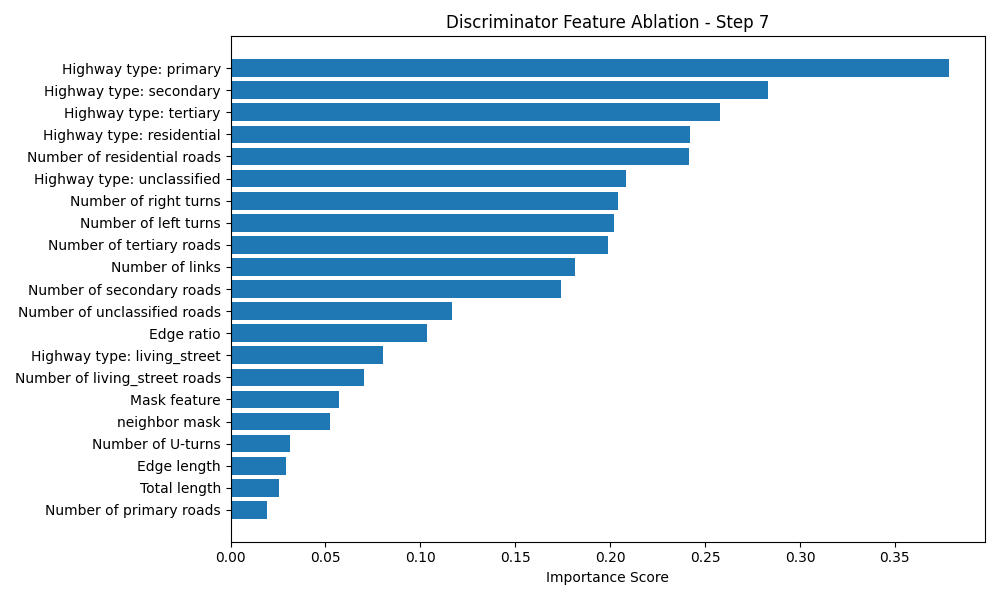 Discriminator Feature Ablation - Step 7
Highway type: primary
Highway type: secondary
Highway type: tertiary
Highway type: residential
Number of residential roads
Highway type: unclassified
Number of right turns
Number of left turns
Number of tertiary roads
Number of links
Number of secondary roads
Number of unclassified roads
Edge ratio
Highway type: living_street
Number of living_street roads
Mask feature
neighbor mask
Number of U-turns
Edge length
Total length
Number of primary roads
0.00 0.05 0.10 0.15 0.20 0.25 0.30 0.35
Importance Score